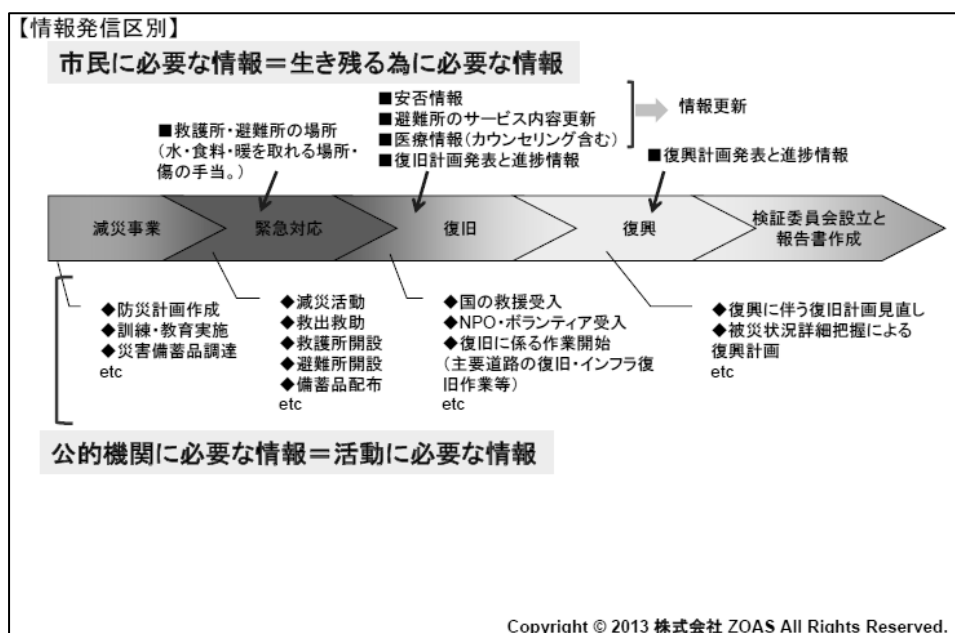 【情報発信区別】
市民に必要な情報＝生き残る為に必要な情報
■安否情報
■避難所のサービス内容更新
■医療情報（カウンセリング含む）
■復旧計画発表と進捗情報
情報更新
■救護所・避難所の場所
（水・食料・暖を取れる場所・
傷の手当。）
■復興計画発表と進捗情報
減災事業
緊急対応
復旧
復興
検証委員会設立と
報告書作成
◆防災計画作成
◆訓練・教育実施
◆災害備蓄品調達
etc
◆減災活動
◆救出救助
◆救護所開設
◆避難所開設
◆備蓄品配布
etc
◆国の救援受入
◆NPO・ボランティア受入
◆復旧に係る作業開始
（主要道路の復旧・インフラ復
旧作業等）
etc
◆復興に伴う復旧計画見直し
◆被災状況詳細把握による
復興計画
etc
公的機関に必要な情報＝活動に必要な情報
Copyright © 2013 株式会社 ZOAS All Rights Reserved.